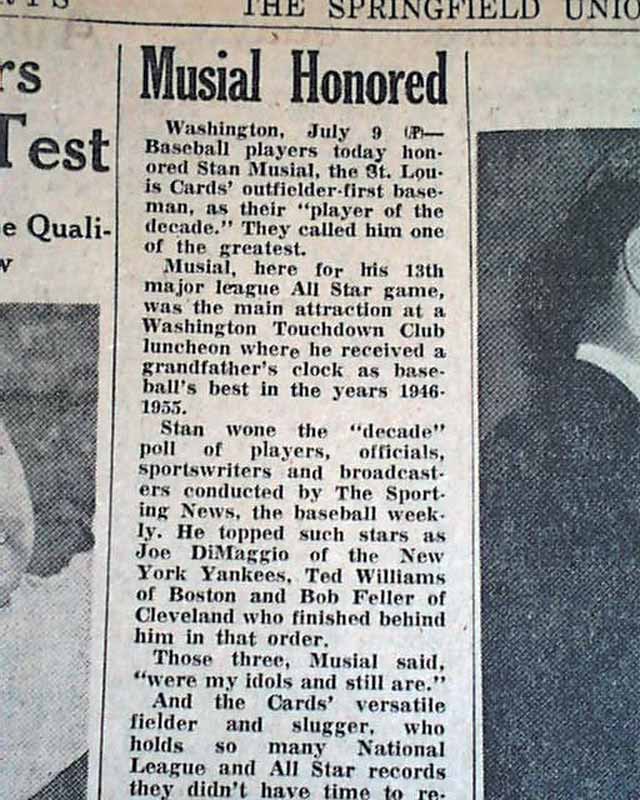 THE SPRINGFIELD UNIO
rs
Test
e Quali-
w
Musial Honored
Washington, July 9 (AP)—
Baseball players today hon-
ored Stan Musial, the St. Lou-
is Cards' outfielder-first base-
man, as their "player of the
decade." They called him one
of the greatest.
Musial, here for his 13th
major league All Star game,
was the main attraction at a
Washington Touchdown Club
luncheon where he received a
grandfather's clock as base-
ball's best in the years 1946-
1955.
Stan wone the "decade"
poll of players, officials,
sportswriters and broadcast-
ers conducted by The Sport-
ing News, the baseball week-
ly. He topped such stars as
Joe DiMaggio of the New
York Yankees, Ted Williams
of Boston and Bob Feller of
Cleveland who finished behind
him in that order.
Those three, Musial said,
"were my idols and still are."
And the Cards' versatile
fielder and slugger, who
holds so many National
League and All Star records
they didn't have time to re-